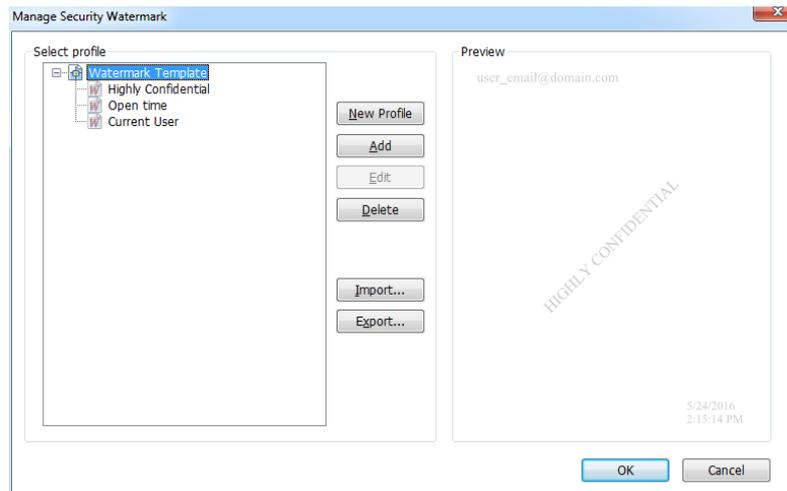 Manage Security Watermark
Select profile
Watermark Template
Highly Confidential
Open time
Current User
New Profile
Add
Edit
Delete
Import...
Export...
Preview
user_email@domain.com
HIGHLY CONFIDENTIAL
5/24/2016
2:15:14 PM
OK
Cancel